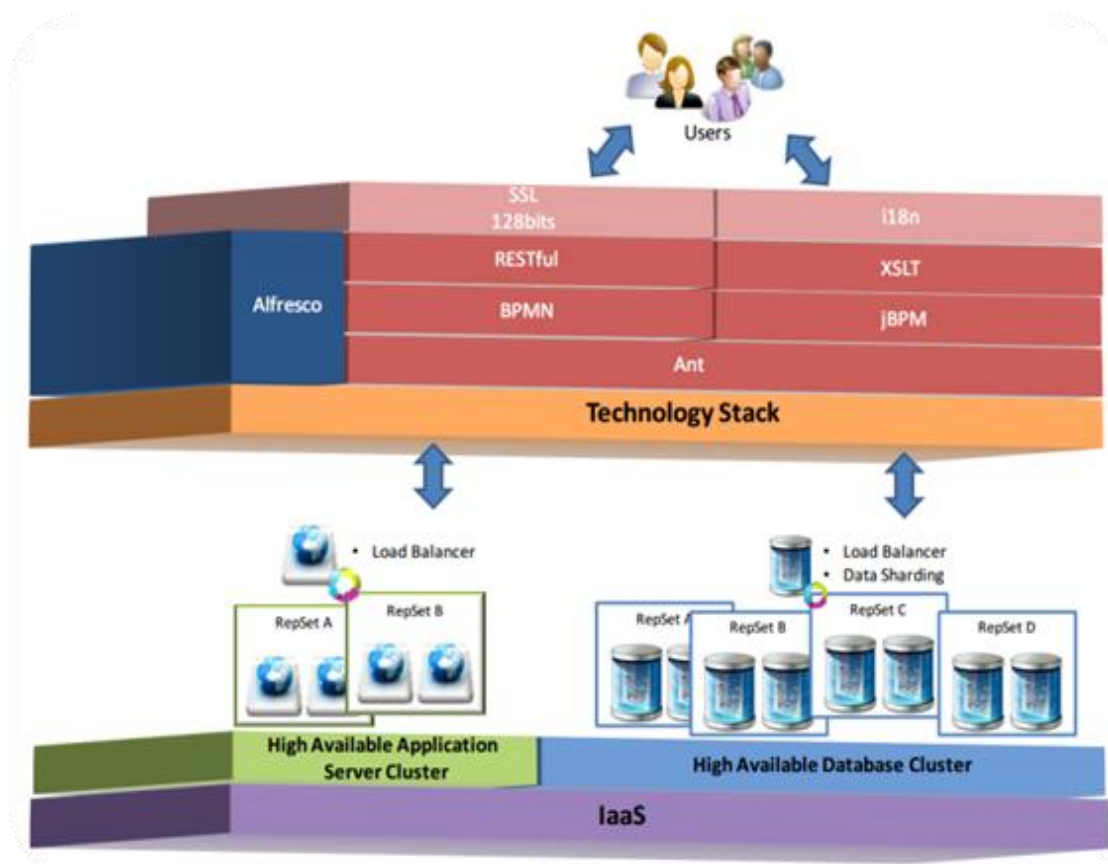 Users
SSL
128bits
i18n
RESTful
XSLT
Alfresco
BPMN
jBPM
Ant
Technology Stack
• Load Balancer
• Load Balancer
• Data Sharding
RepSet A
RepSet B
RepSet A
RepSet B
RepSet C
RepSet D
High Available Application
Server Cluster
High Available Database Cluster
IaaS